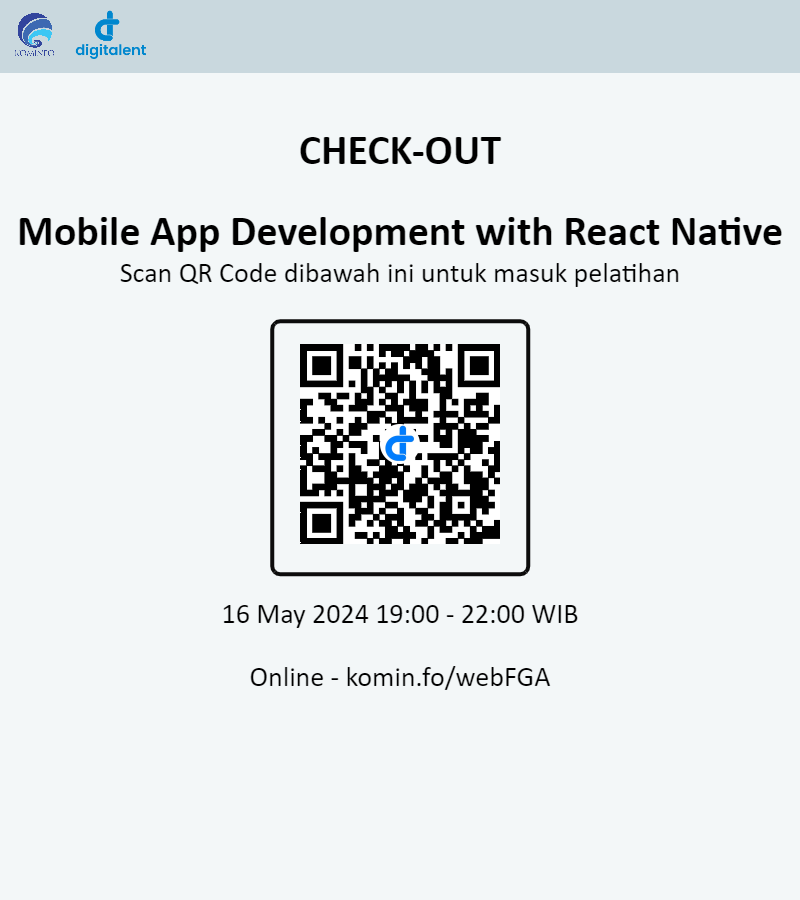 KOMINFO
digitalent
CHECK-OUT
Mobile App Development with React Native
Scan QR Code dibawah ini untuk masuk pelatihan
16 May 2024 19:00 - 22:00 WIB
Online - komin.fo/webFGA